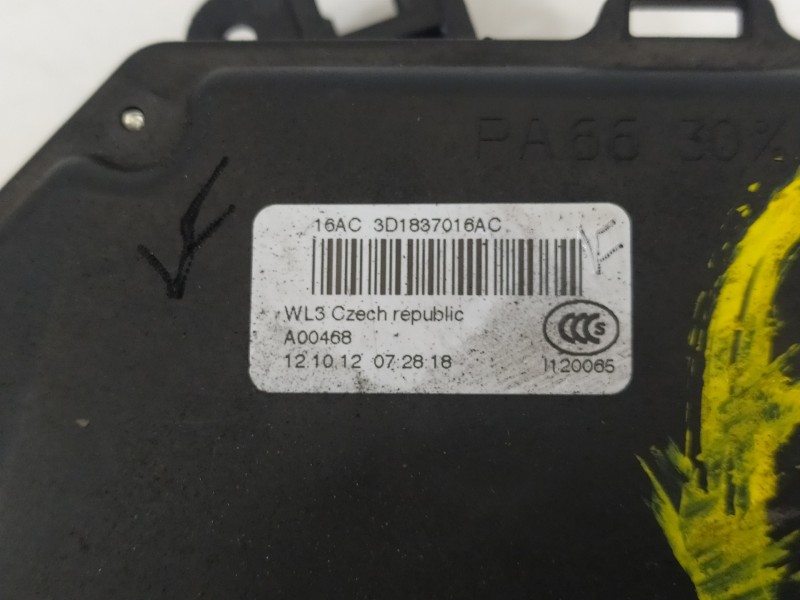 PA66 30%
16AC 3D1837016AC
WL3 Czech republic
A00468
CCC S
12.10.12 07:28:18
I120065